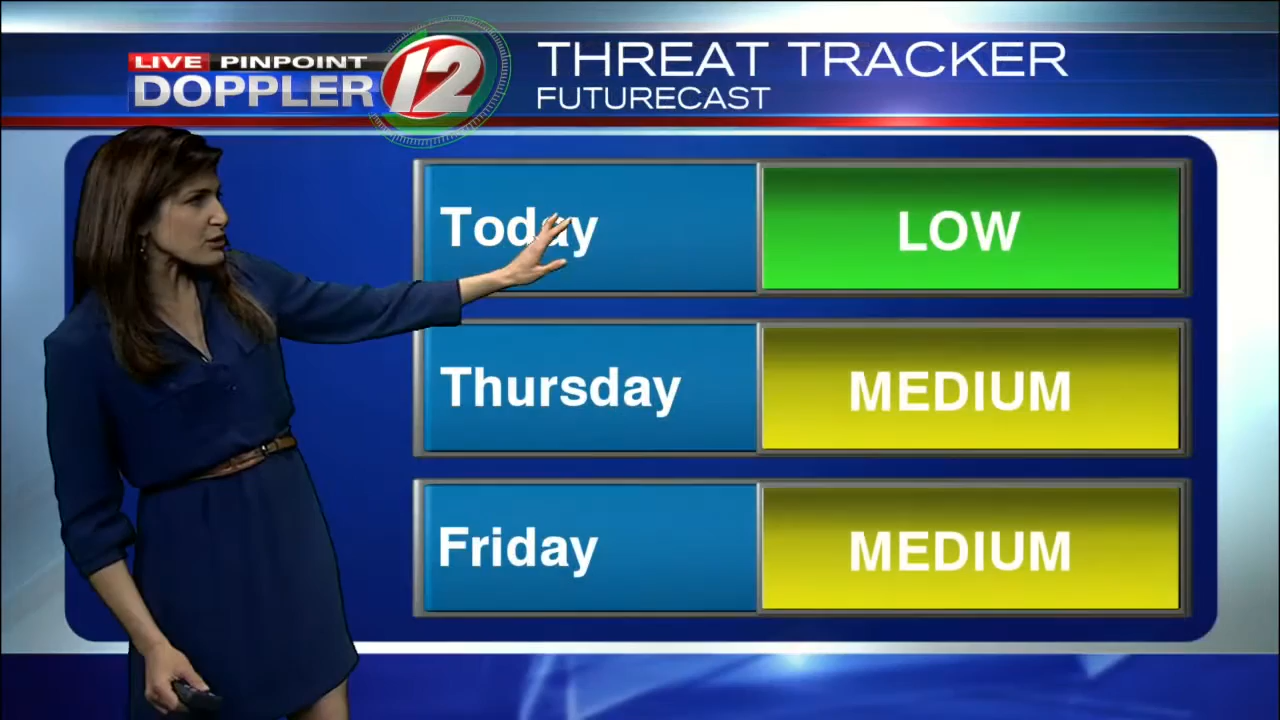 LIVE PINPOINT
DOPPLER 12
THREAT TRACKER
FUTURECAST
Today
LOW
Thursday
MEDIUM
Friday
MEDIUM